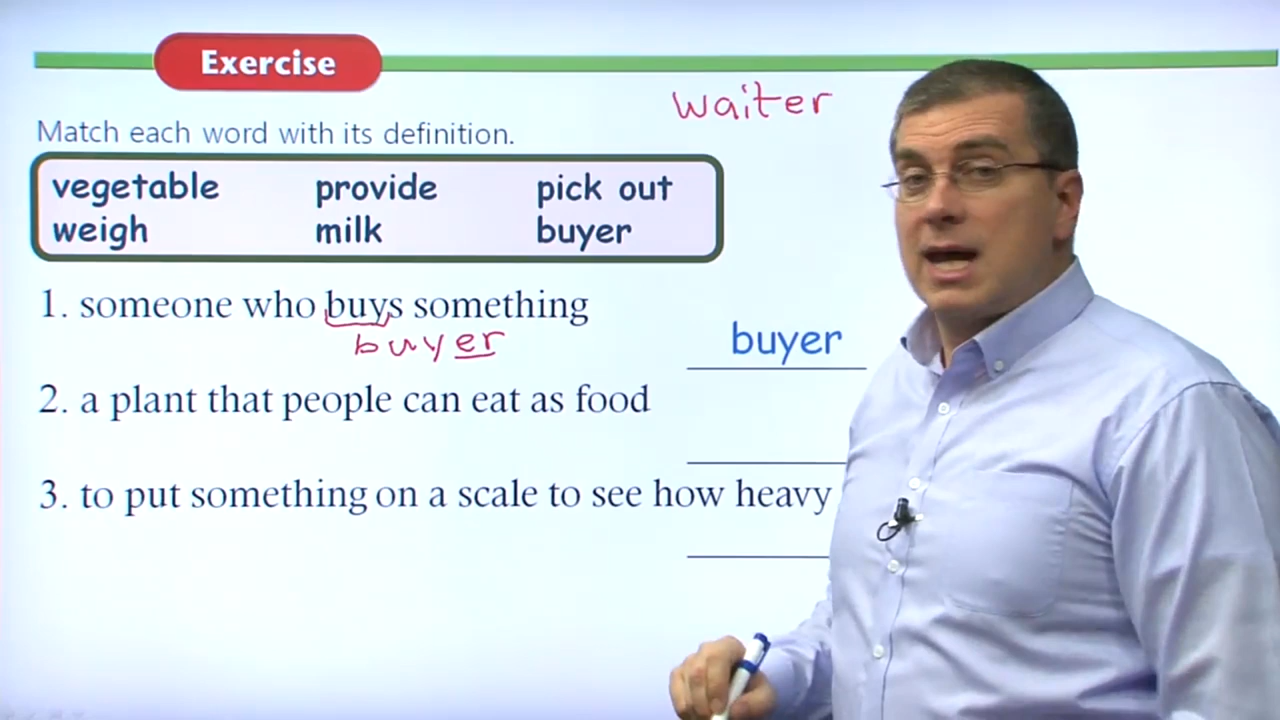 Exercise
waiter
Match each word with its definition.
vegetable provide pick out
weigh milk buyer
1. someone who buys something
buyer
buyer
2. a plant that people can eat as food
3. to put something on a scale to see how heavy